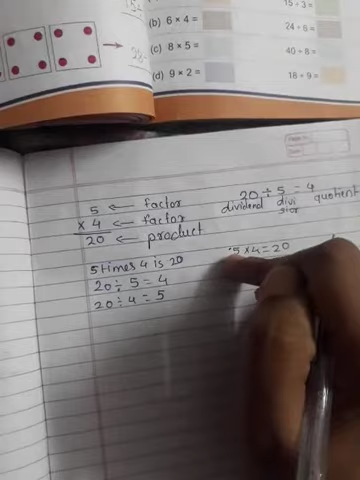 15 ÷ 3 =
(b) 6 × 4 =
24 ÷ 6 =
(c) 8 × 5 =
40 ÷ 8 =
(d) 9 × 2 =
18 ÷ 9 =
5 ← factor
× 4 ← factor
20 ← product
5 times 4 is 20
20 ÷ 5 = 4
20 ÷ 4 = 5
20 ÷ 5 = 4
dividend divi quotient
sior
5 × 4 = 20